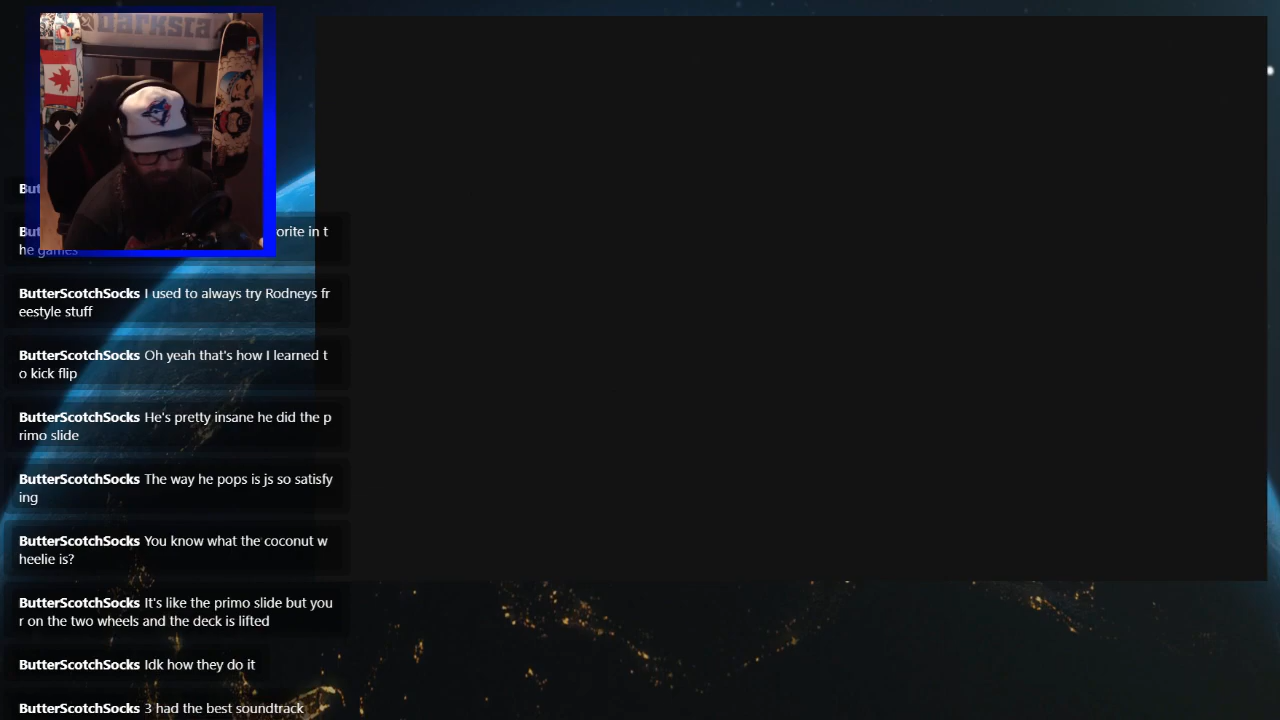 Darksta
But
But orite in t
he games
ButterScotchSocks I used to always try Rodneys fr
eestyle stuff
ButterScotchSocks Oh yeah that's how I learned t
o kick flip
ButterScotchSocks He's pretty insane he did the p
rimo slide
ButterScotchSocks The way he pops is js so satisfy
ing
ButterScotchSocks You know what the coconut w
heelie is?
ButterScotchSocks It's like the primo slide but you
r on the two wheels and the deck is lifted
ButterScotchSocks Idk how they do it
ButterScotchSocks 3 had the best soundtrack